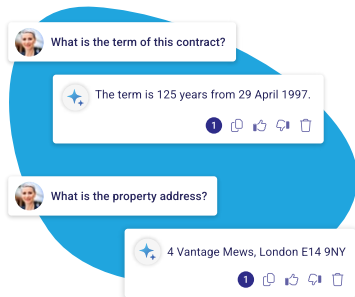 What is the term of this contract?
The term is 125 years from 29 April 1997.
1
What is the property address?
4 Vantage Mews, London E14 9NY
1